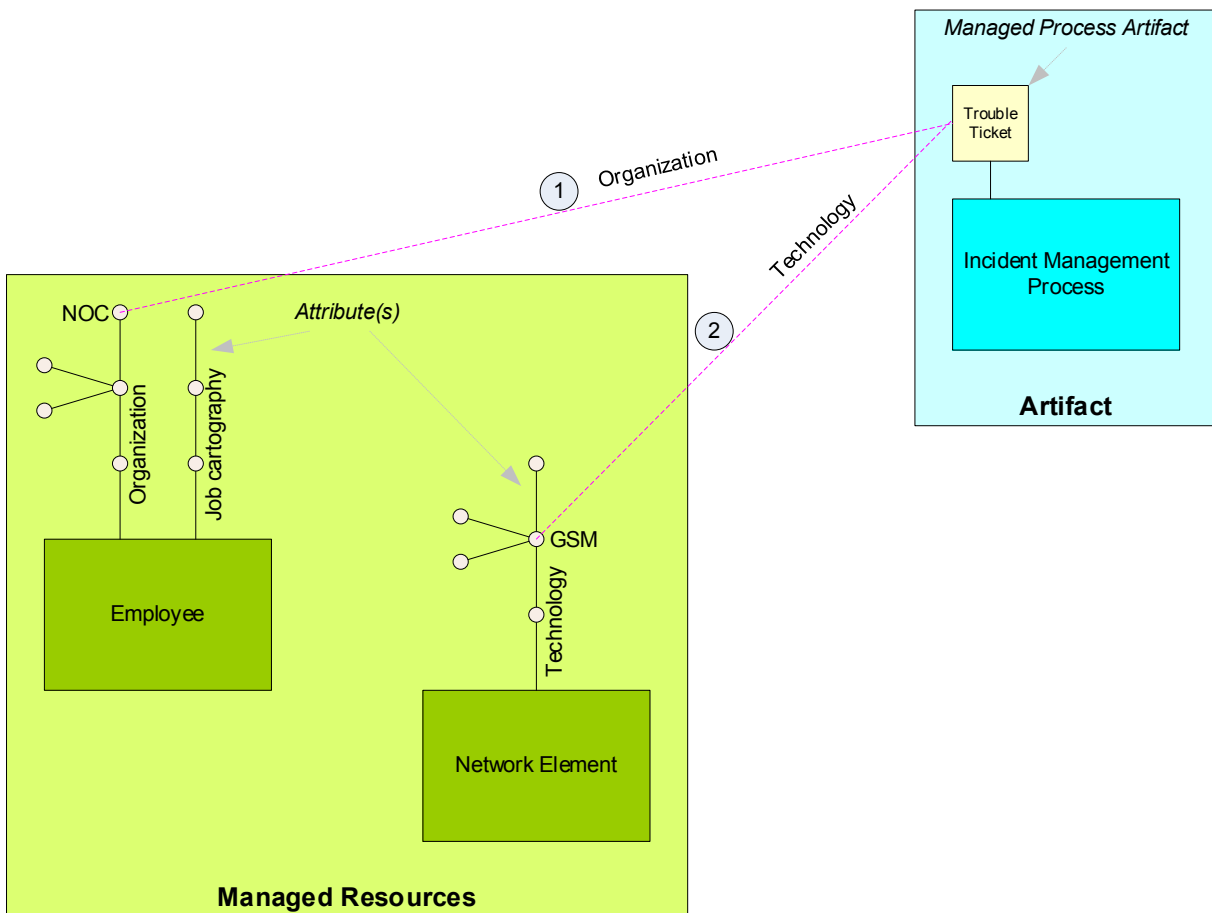 Managed Process Artifact
Trouble
Ticket
Organization
1
Technology
Incident Management
Process
NOC
Attribute(s)
2
Artifact
Organization
Job cartography
GSM
Technology
Employee
Network Element
Managed Resources